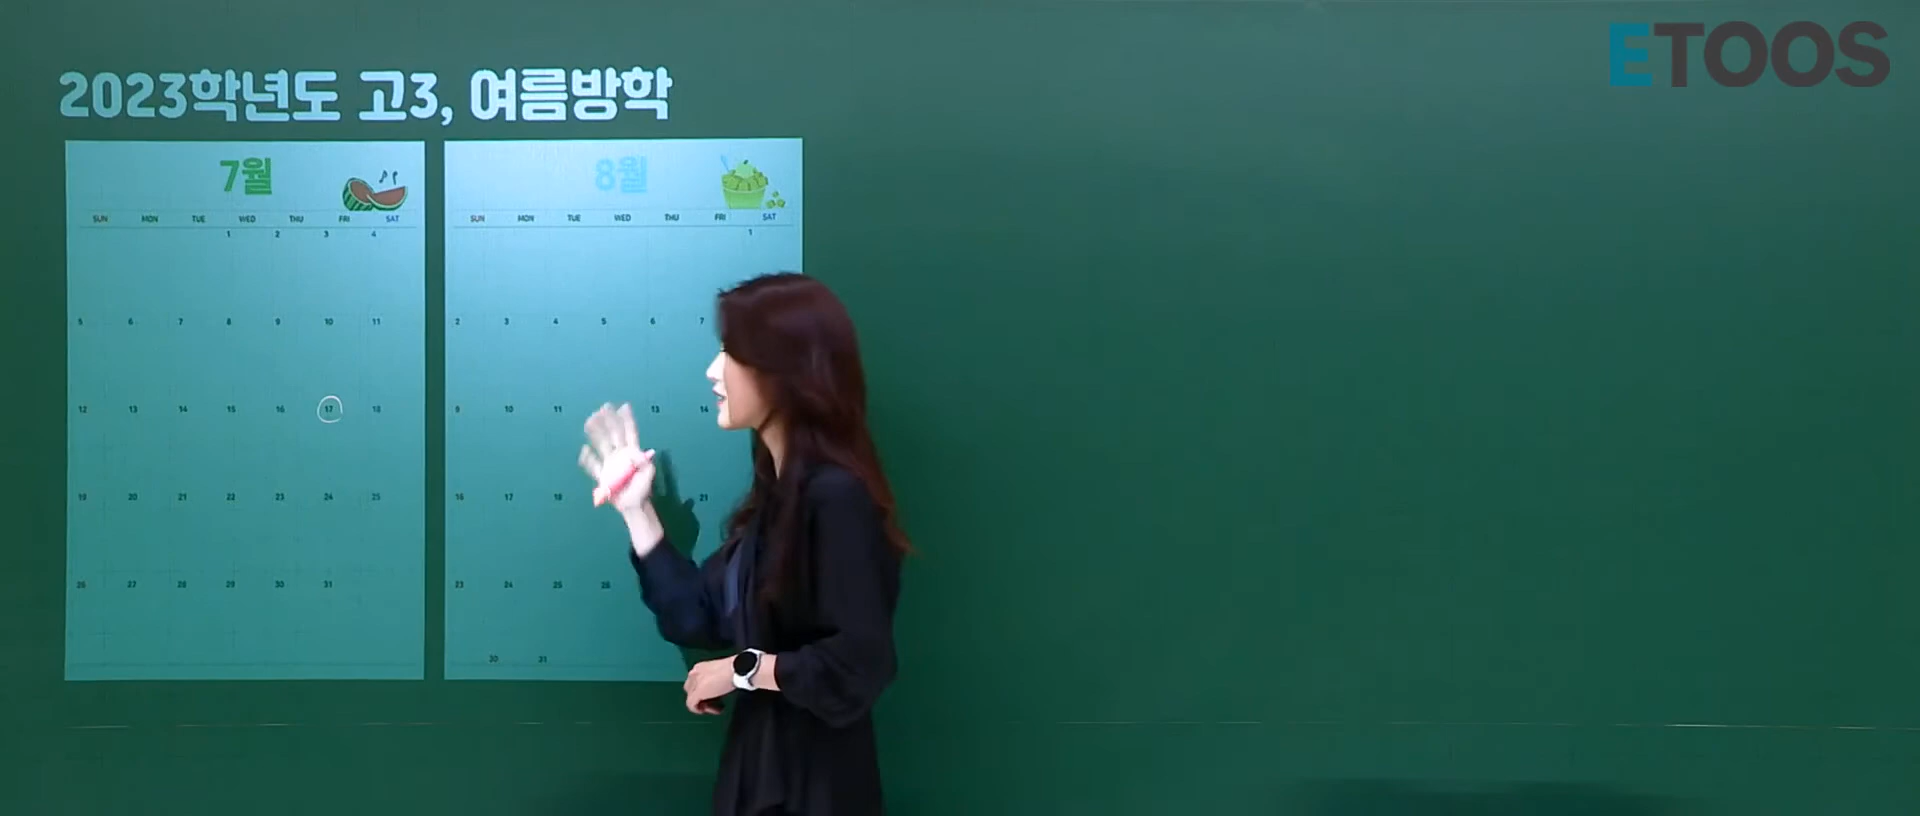 ETOOS
2023학년도 고3, 여름방학
7월
SUN MON TUE WED THU FRI SAT
1 2 3 4
5 6 7 8 9 10 11
12 13 14 15 16 17 18
19 20 21 22 23 24 25
26 27 28 29 30 31
8월
SUN MON TUE WED THU FRI SAT
1
2 3 4 5 6 7
9 10 11 13 14
16 17 18 21
23 24 25 26
30 31